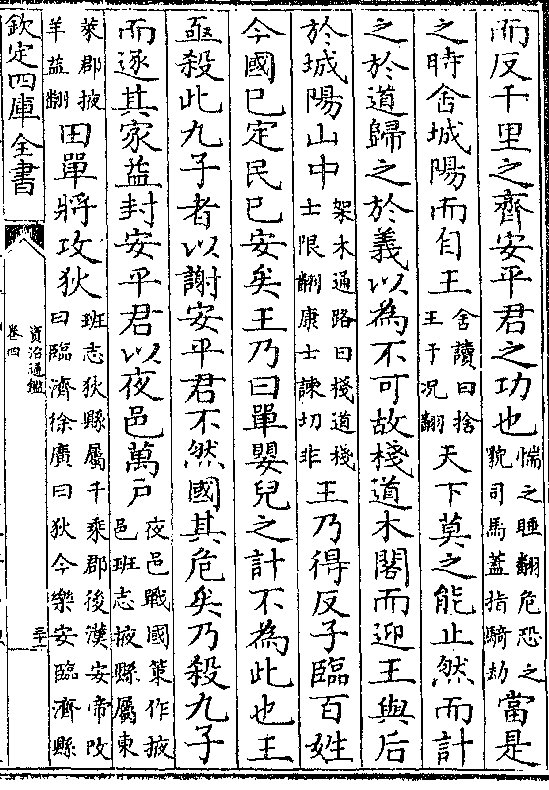 而反千里之齊安平君之功也惴之睡翻危恐之貌司馬蓋指騎劫當是
之時舍城陽而自王舍讀曰捨王于况翻天下莫之能止然而計
之於道歸之於義以為不可故棧道木閣而迎王與后
於城陽山中架木通路曰棧道棧士限翻康士諫切非王乃得反子臨百姓
今國已定民已安矣王乃曰單嬰兒之計不為此也王
亟殺此九子者以謝安平君不然國其危矣乃殺九子
而逐其家益封安平君以夜邑萬戶夜邑戰國策作掖邑班志掖縣屬東
萊郡掖羊益翻田單將攻狄班志狄縣屬千乘郡後漢安帝改曰臨濟徐廣曰狄今樂安臨濟縣
欽定四庫全書
資治通鑑
卷四